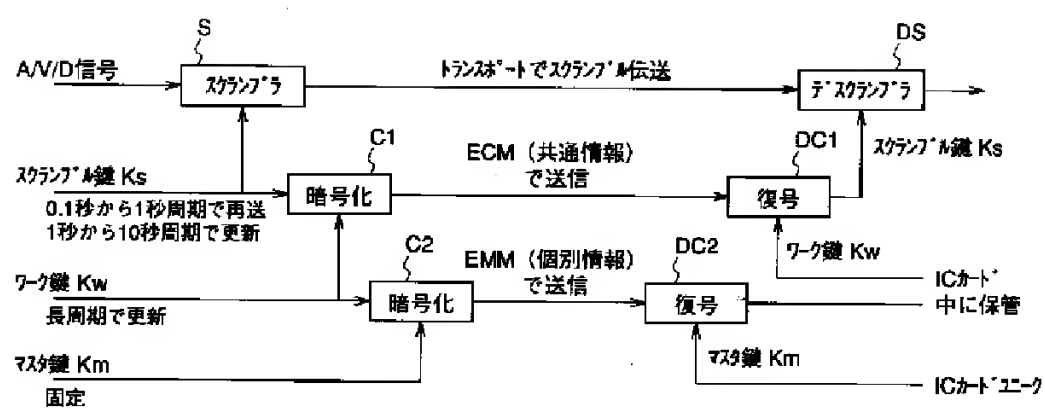 S
DS
A/V/D信号
スクランブラ
トランスポートでスクランブル伝送
デスクランブラ
C1
DC1
スクランブル鍵 Ks
ECM（共通情報）
で送信
スクランブル鍵 Ks
暗号化
復号
0.1秒から1秒周期で再送
1秒から10秒周期で更新
C2
DC2
ワーク鍵 Kw
EMM（個別情報）
で送信
ワーク鍵 Kw
ICカード
中に保管
暗号化
復号
長周期で更新
マスタ鍵 Km
マスタ鍵 Km
固定
ICカードユニーク